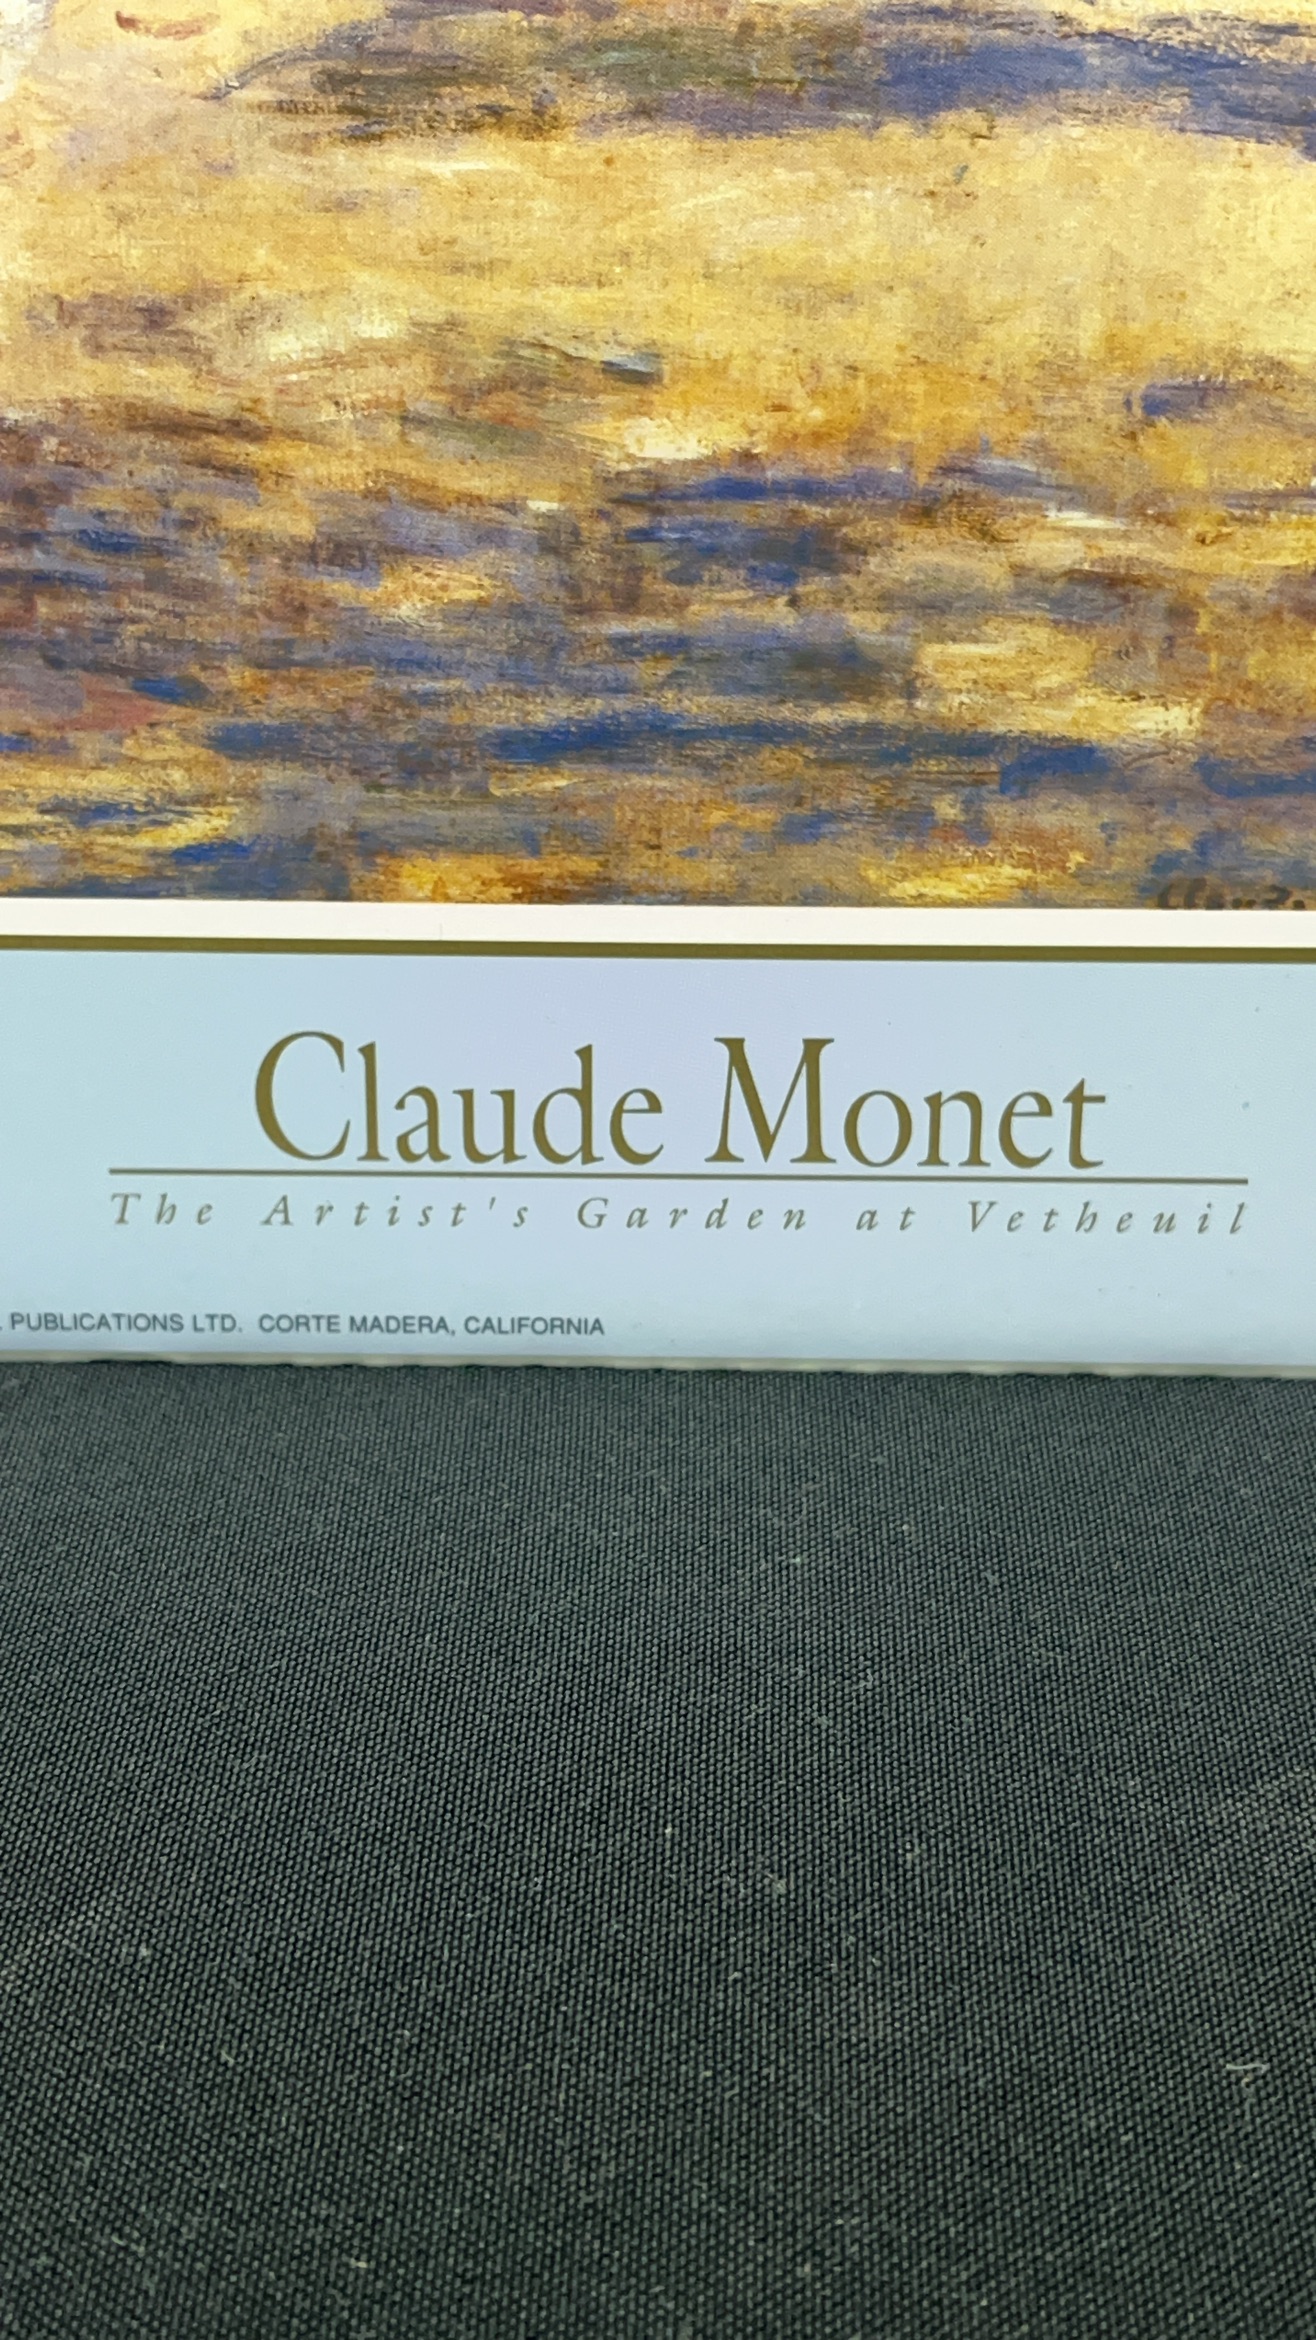 Claude Monet
The Artist's Garden at Vetheuil
PUBLICATIONS LTD. CORTE MADERA, CALIFORNIA